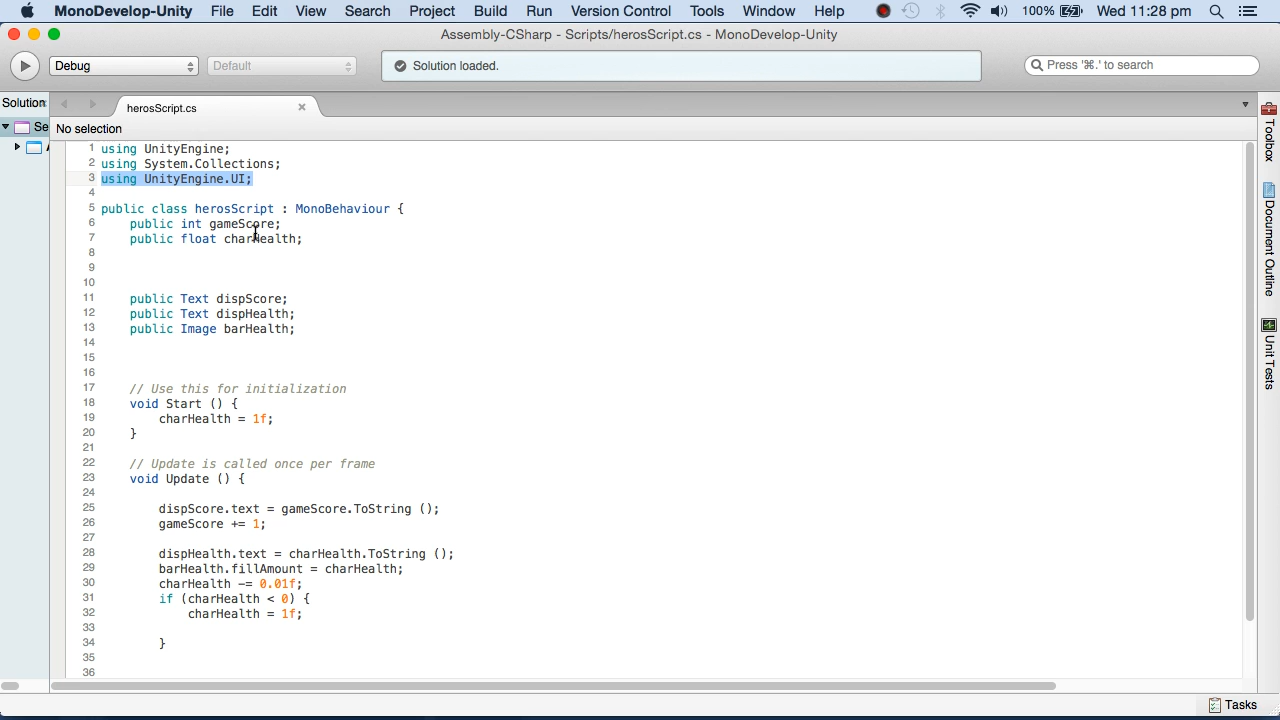 MonoDevelop-Unity File Edit View Search Project Build Run Version Control Tools Window Help 100% Wed 11:28 pm
Assembly-CSharp - Scripts/herosScript.cs - MonoDevelop-Unity
Debug Default Solution loaded. Press '⌘.' to search
Solution herosScript.cs
Se No selection
1 using UnityEngine;
2 using System.Collections;
3 using UnityEngine.UI;
4
5 public class herosScript : MonoBehaviour {
6 public int gameScore;
7 public float charHealth;
8
9
10
11 public Text dispScore;
12 public Text dispHealth;
13 public Image barHealth;
14
15
16
17 // Use this for initialization
18 void Start () {
19 charHealth = 1f;
20 }
21
22 // Update is called once per frame
23 void Update () {
24
25 dispScore.text = gameScore.ToString ();
26 gameScore += 1;
27
28 dispHealth.text = charHealth.ToString ();
29 barHealth.fillAmount = charHealth;
30 charHealth -= 0.01f;
31 if (charHealth < 0) {
32 charHealth = 1f;
33
34 }
35
36
Toolbox
Document Outline
Unit Tests
Tasks